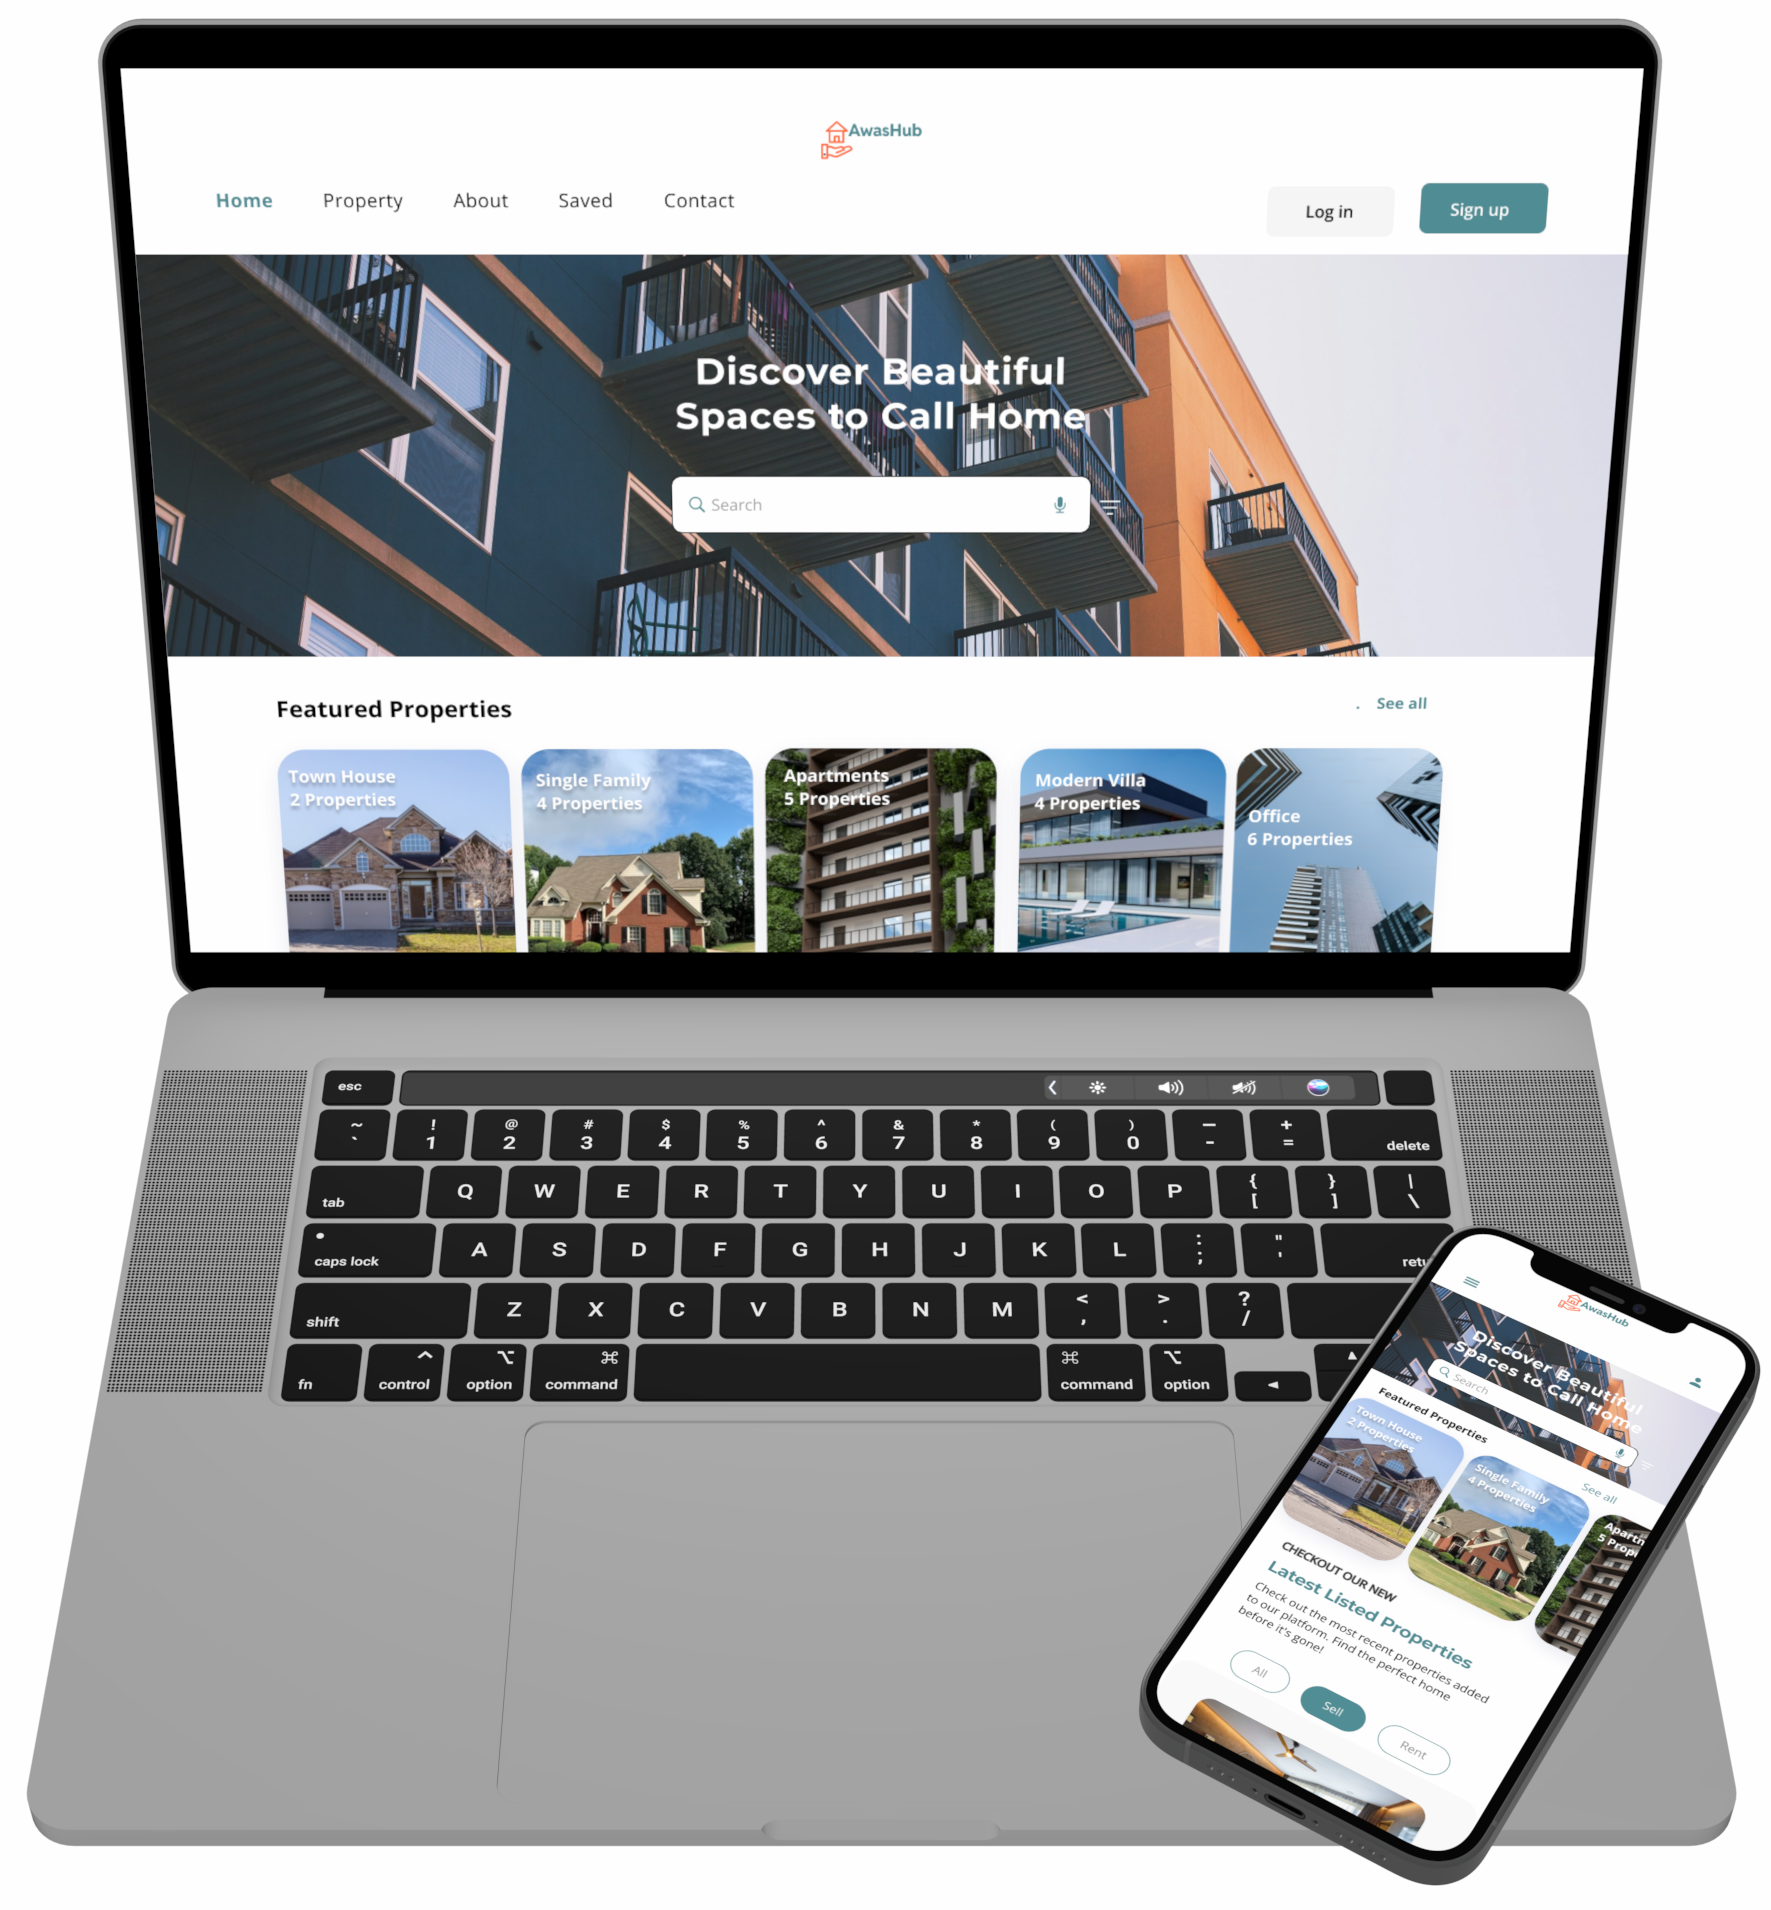 AwasHub
Home Property About Saved Contact
Log in Sign up
Discover Beautiful
Spaces to Call Home
Search
Featured Properties
. See all
Town House
2 Properties
Single Family
4 Properties
Apartments
5 Properties
Modern Villa
4 Properties
Office
6 Properties
esc
~ ! @ # $ % ^ & * ( ) — +
` 1 2 3 4 5 6 7 8 9 0 - = delete
tab Q W E R T Y U I O P { [ } ] | \
caps lock A S D F G H J K L : ; " ' retu
shift Z X C V B N M < , > . ? /
fn control option command command option
AwasHub
Discover Beautiful
Spaces to Call Home
Search
Featured Properties
See all
Town House
2 Properties
Single Family
4 Properties
Apartn
5 Prop
CHECKOUT OUR NEW
Latest Listed Properties
Check out the most recent properties added
to our platform. Find the perfect home
before it's gone!
All Sell Rent